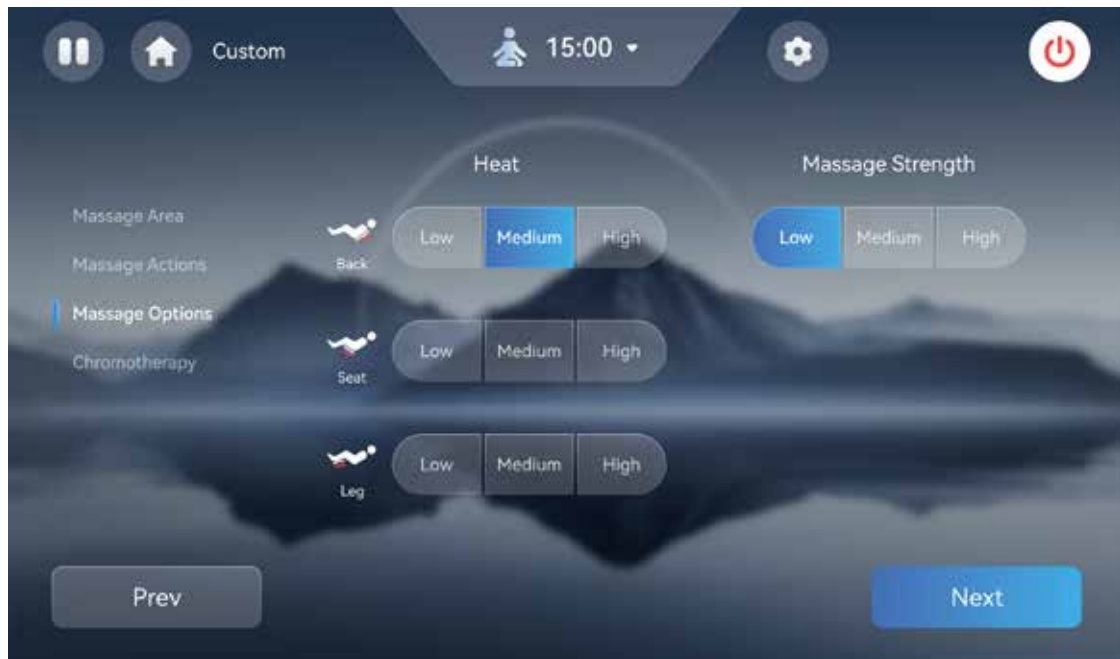 Custom
15:00
Heat
Massage Strength
Massage Area
Massage Actions
Massage Options
Chromotherapy
Back
Low Medium High
Low Medium High
Seat
Low Medium High
Leg
Low Medium High
Prev
Next